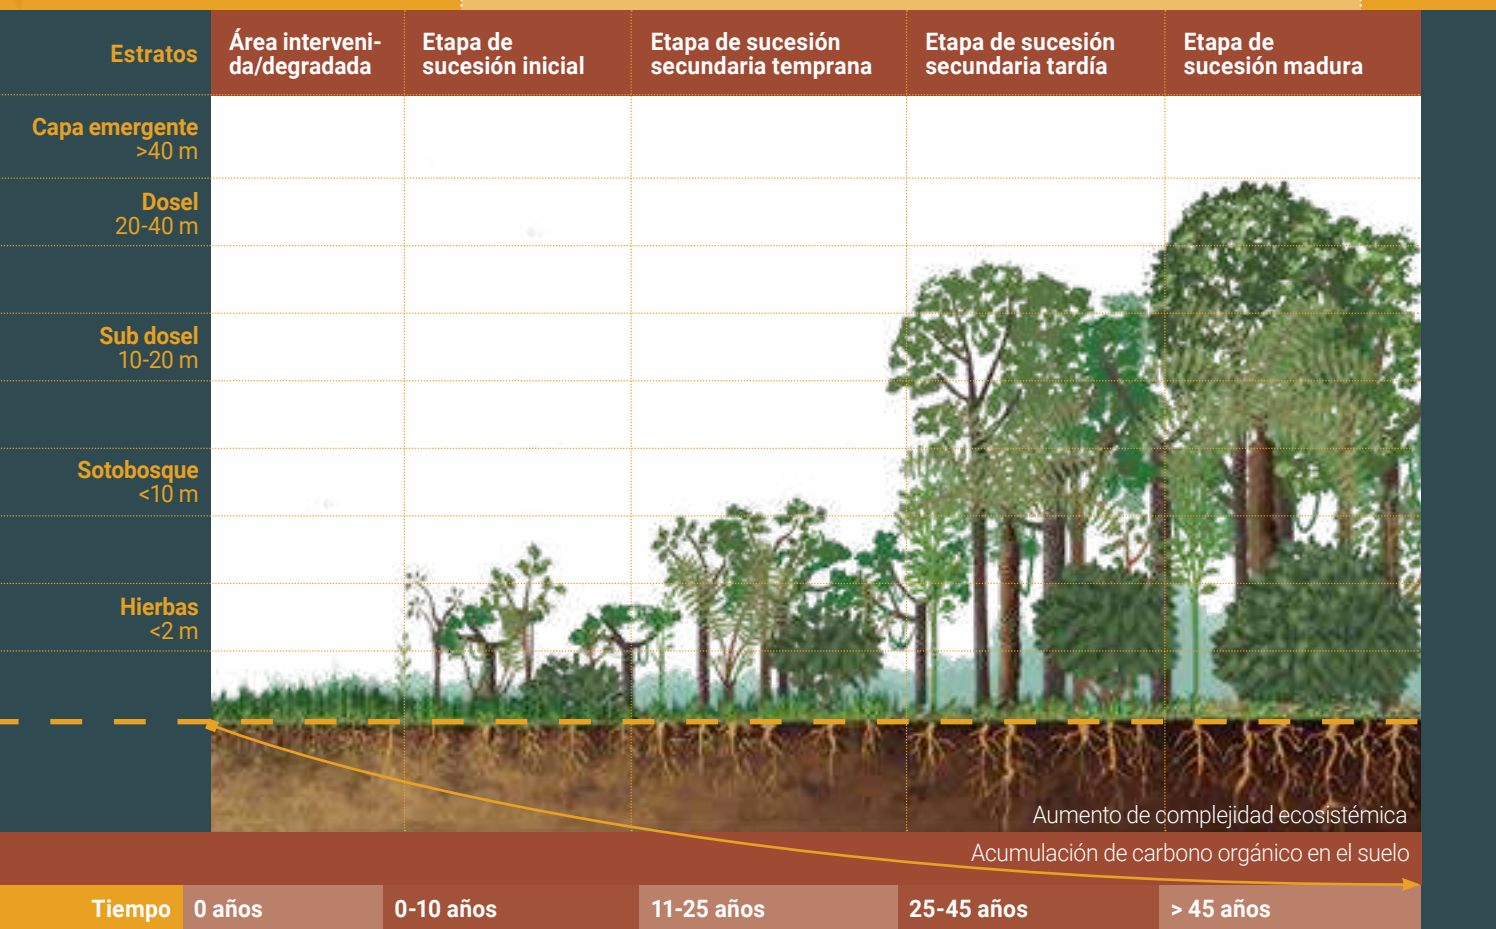 Estratos
Área interveni-
da/degradada
Etapa de
sucesión inicial
Etapa de sucesión
secundaria temprana
Etapa de sucesión
secundaria tardía
Etapa de
sucesión madura
Capa emergente
>40 m
Dosel
20-40 m
Sub dosel
10-20 m
Sotobosque
<10 m
Hierbas
<2 m
Aumento de complejidad ecosistémica
Acumulación de carbono orgánico en el suelo
Tiempo
0 años
0-10 años
11-25 años
25-45 años
> 45 años